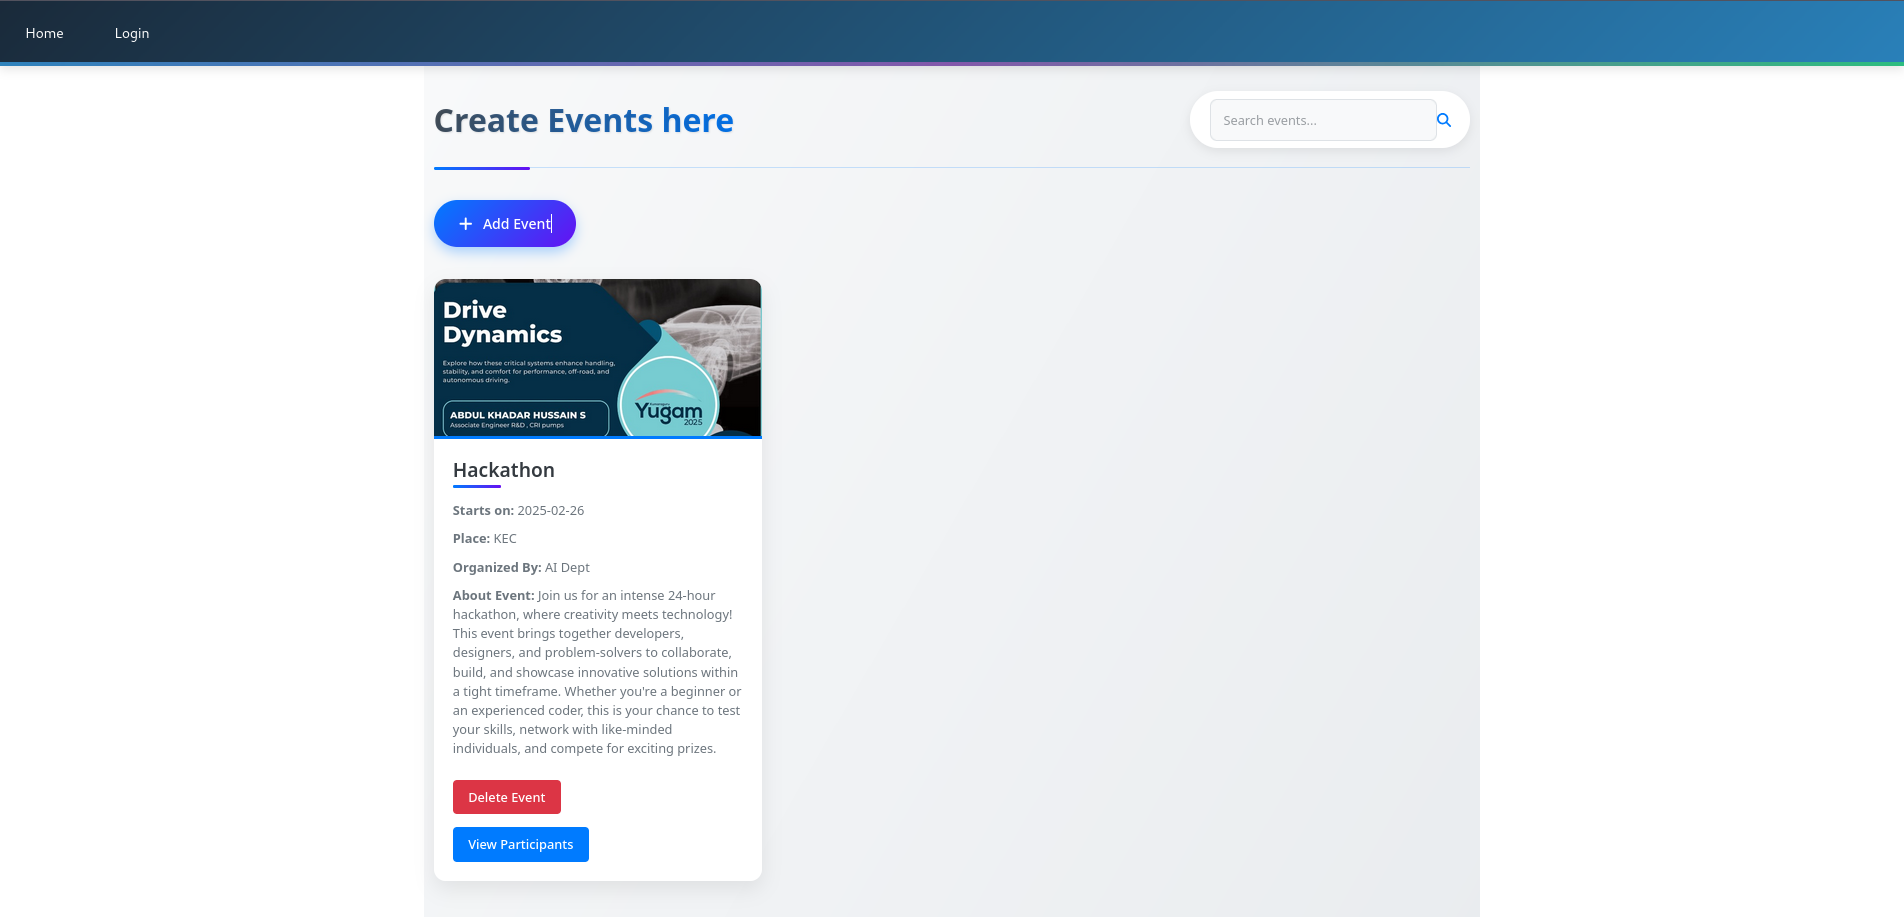 Home
Login
Create Events here
Search events...
Add Event
Drive
Dynamics
Explore how these critical systems enhance handling,
stability, and comfort for performance, off-road, and
autonomous driving.
ABDUL KHADAR HUSSAIN S
Associate Engineer R&D , CRI pumps
Yugam
2025
Hackathon
Starts on: 2025-02-26
Place: KEC
Organized By: AI Dept
About Event: Join us for an intense 24-hour
hackathon, where creativity meets technology!
This event brings together developers,
designers, and problem-solvers to collaborate,
build, and showcase innovative solutions within
a tight timeframe. Whether you're a beginner or
an experienced coder, this is your chance to test
your skills, network with like-minded
individuals, and compete for exciting prizes.
Delete Event
View Participants